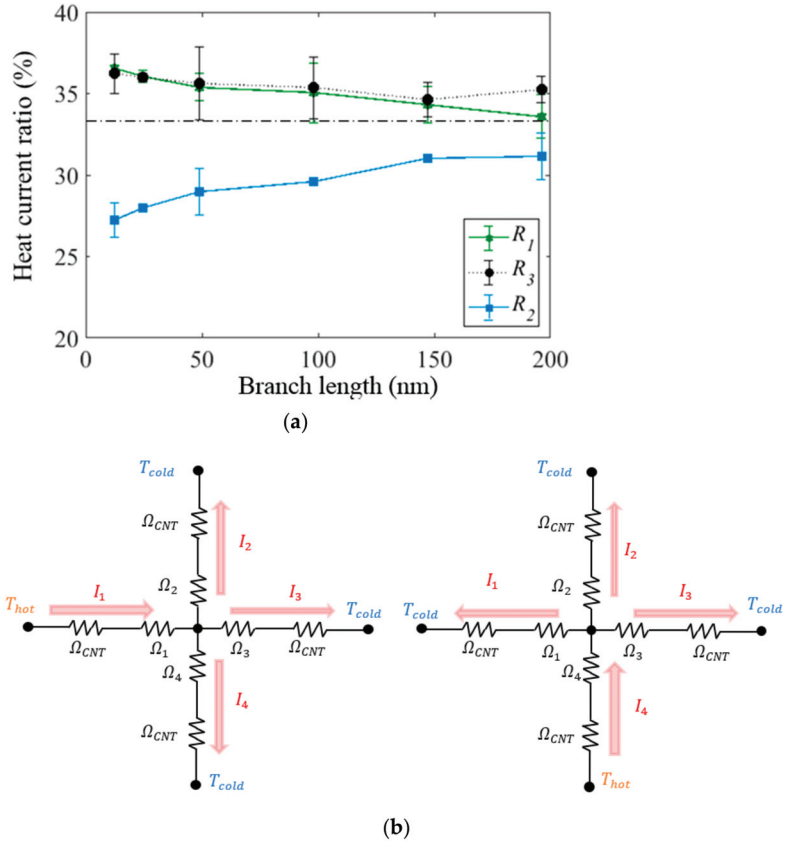 40
35
30
25
20
Heat current ratio (%)
R1
R3
R2
0 50 100 150 200
Branch length (nm)
(a)
Tcold
ΩCNT
I2
Ω2
I1
I3
Thot
Tcold
ΩCNT
Ω1
Ω3
ΩCNT
Ω4
I4
ΩCNT
Tcold
Tcold
ΩCNT
I2
Ω2
I1
I3
Tcold
Tcold
ΩCNT
Ω1
Ω3
ΩCNT
Ω4
I4
ΩCNT
Thot
(b)